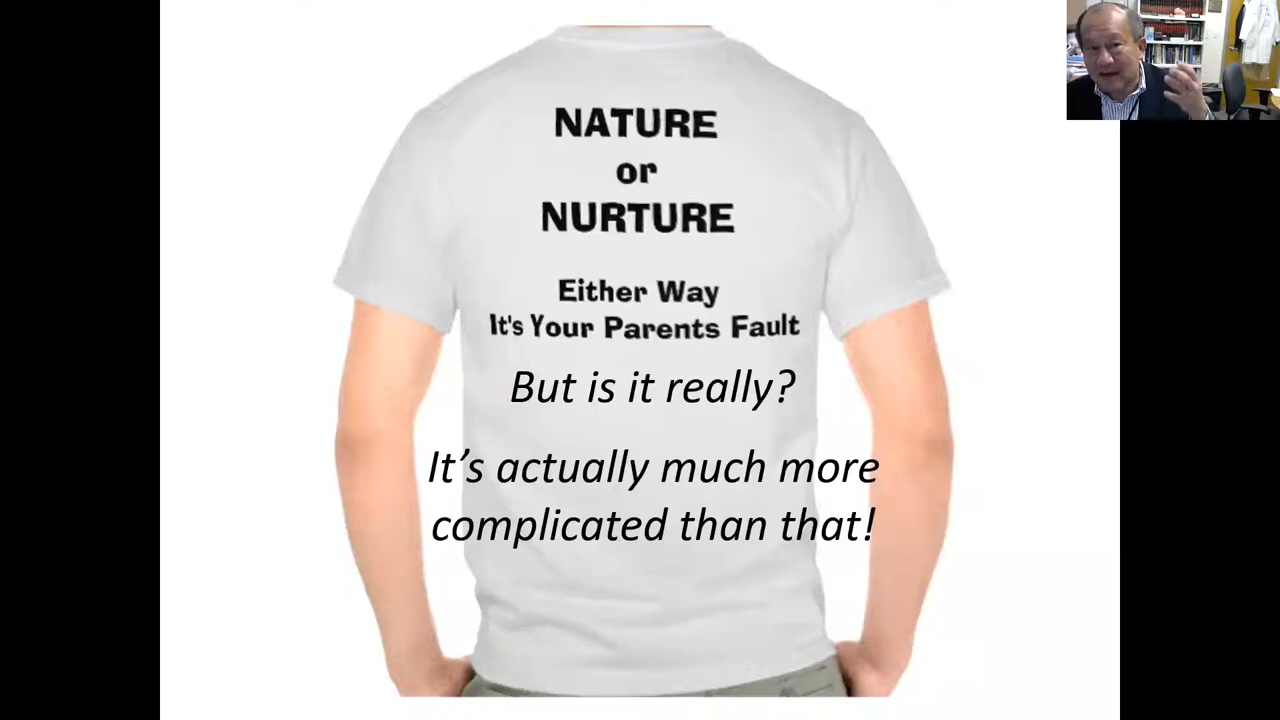 NATURE
or
NURTURE
Either Way
It's Your Parents Fault
But is it really?
It’s actually much more
complicated than that!